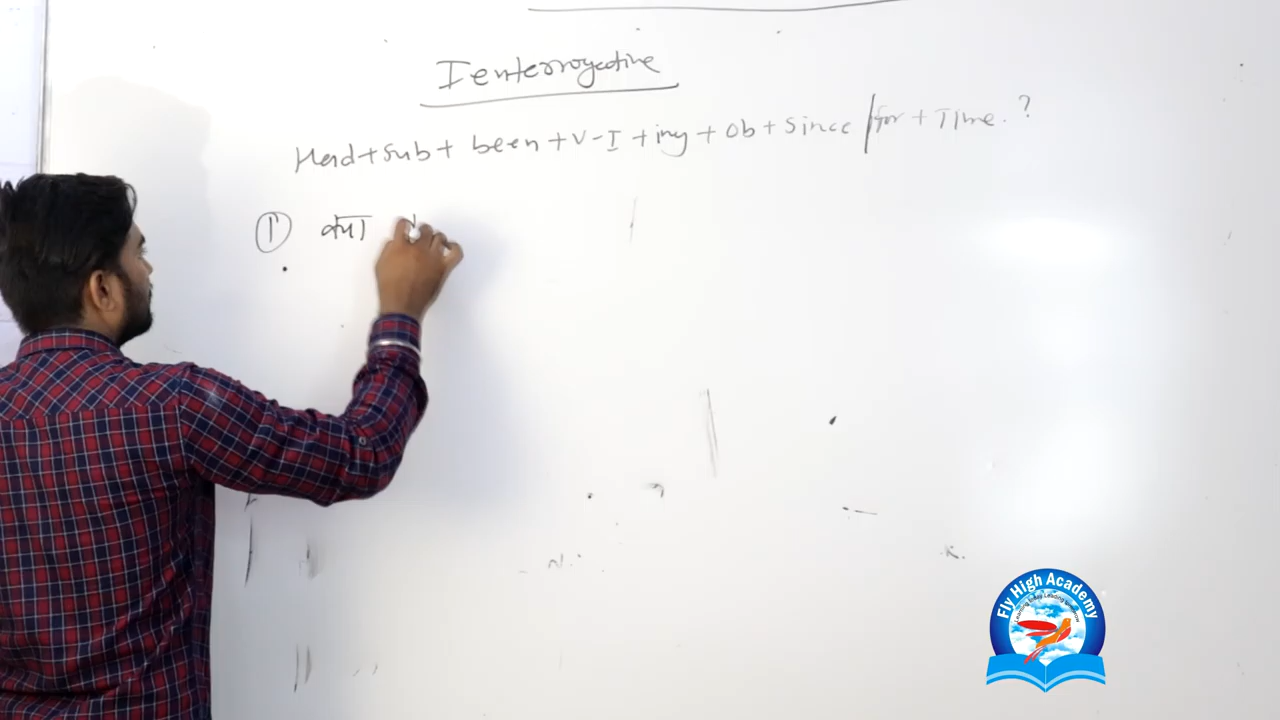 Ienterrogative
Had + Sub + been + V-I + ing + Ob + Since / for + Time. ?
① क्या
Fly High Academy